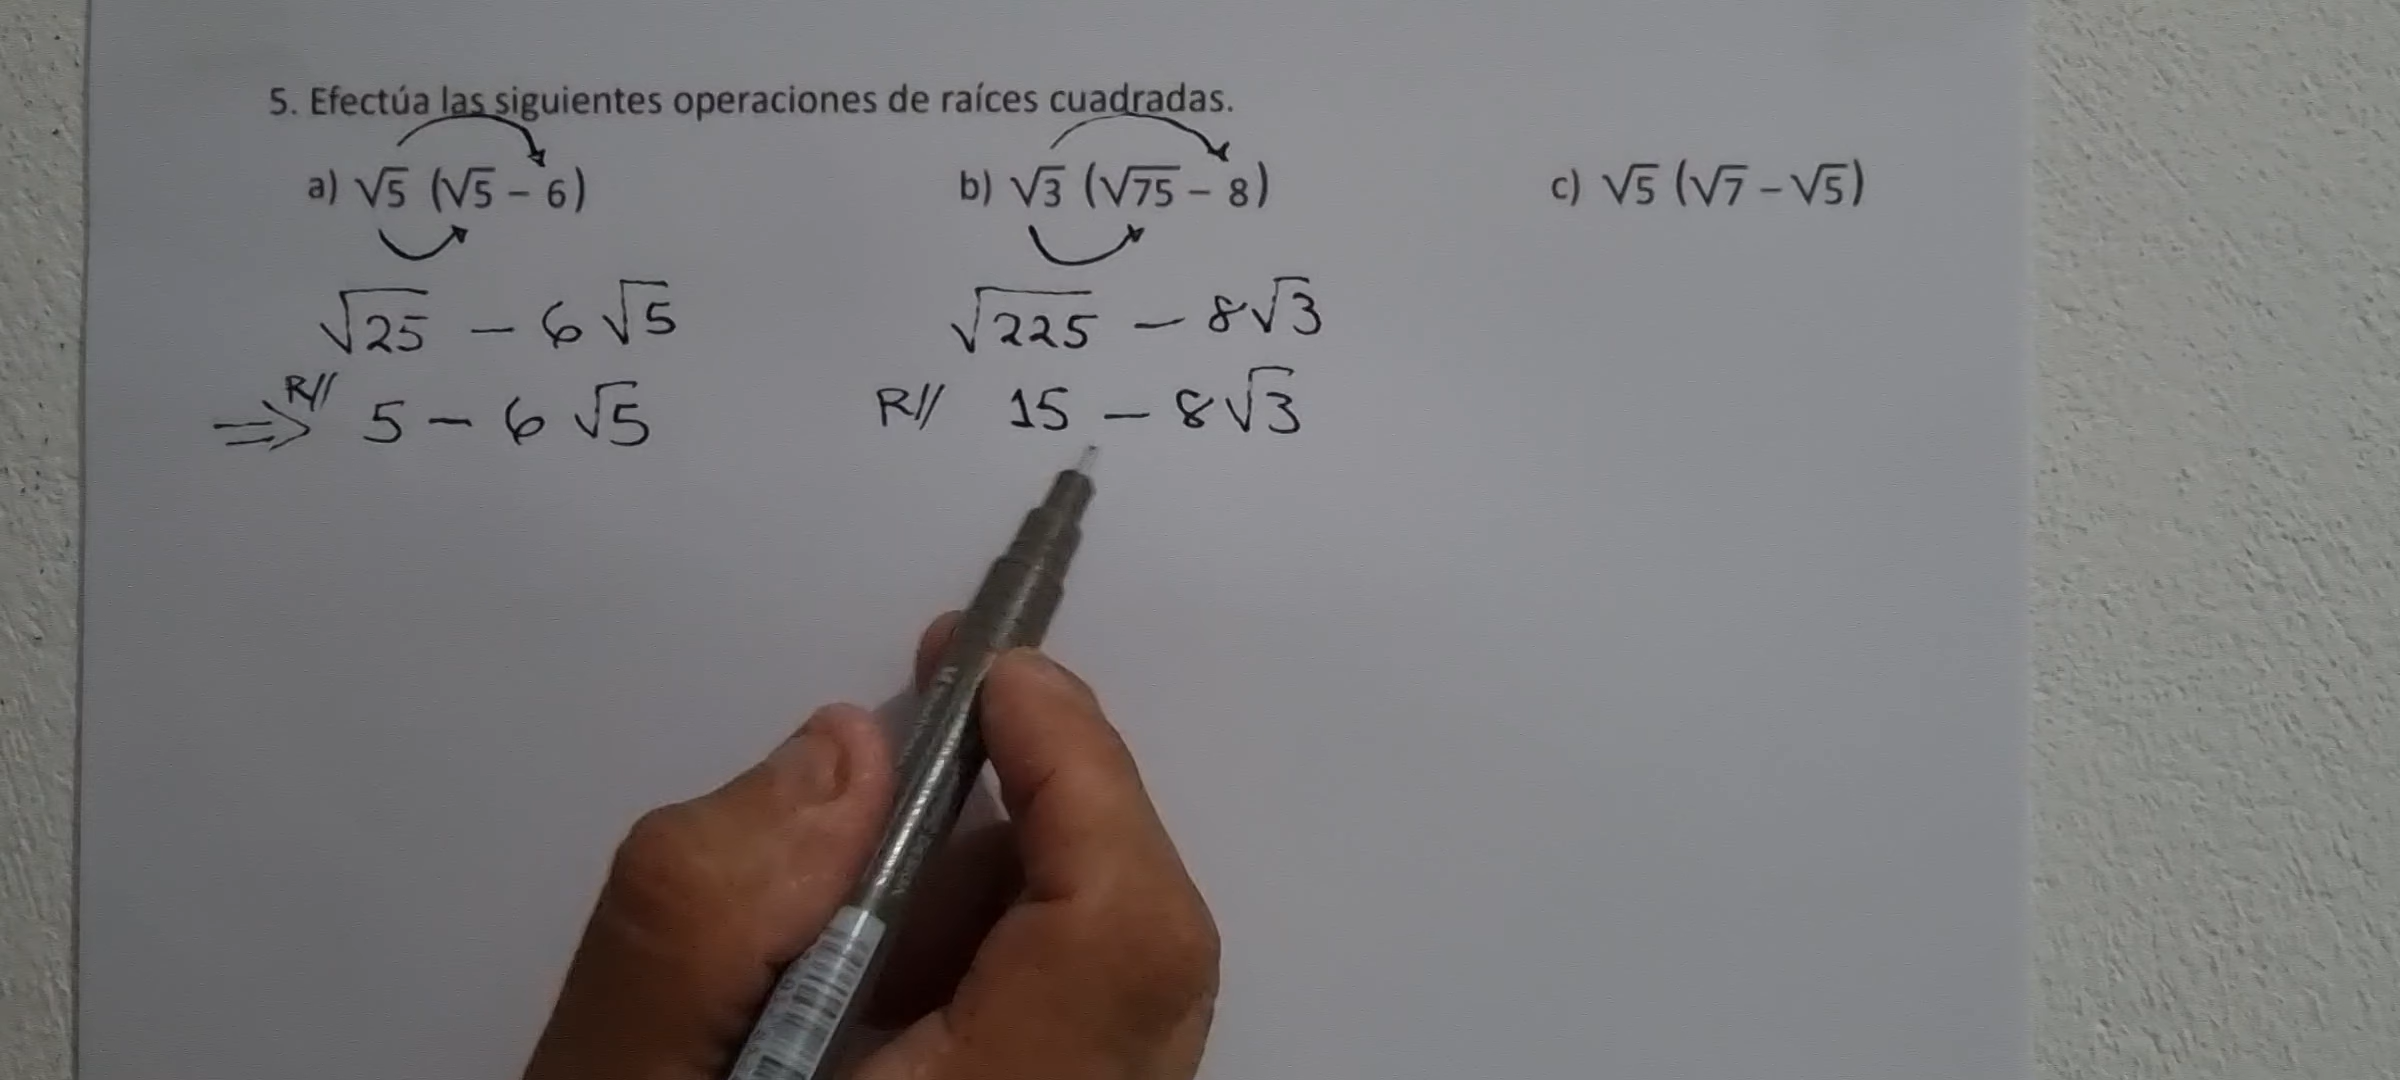 5. Efectúa las siguientes operaciones de raíces cuadradas.
a) √5 (√5 – 6)
√25 – 6 √5
⇒ R// 5 – 6 √5
b) √3 (√75 – 8)
√225 – 8√3
R// 15 – 8√3
c) √5 (√7 – √5)